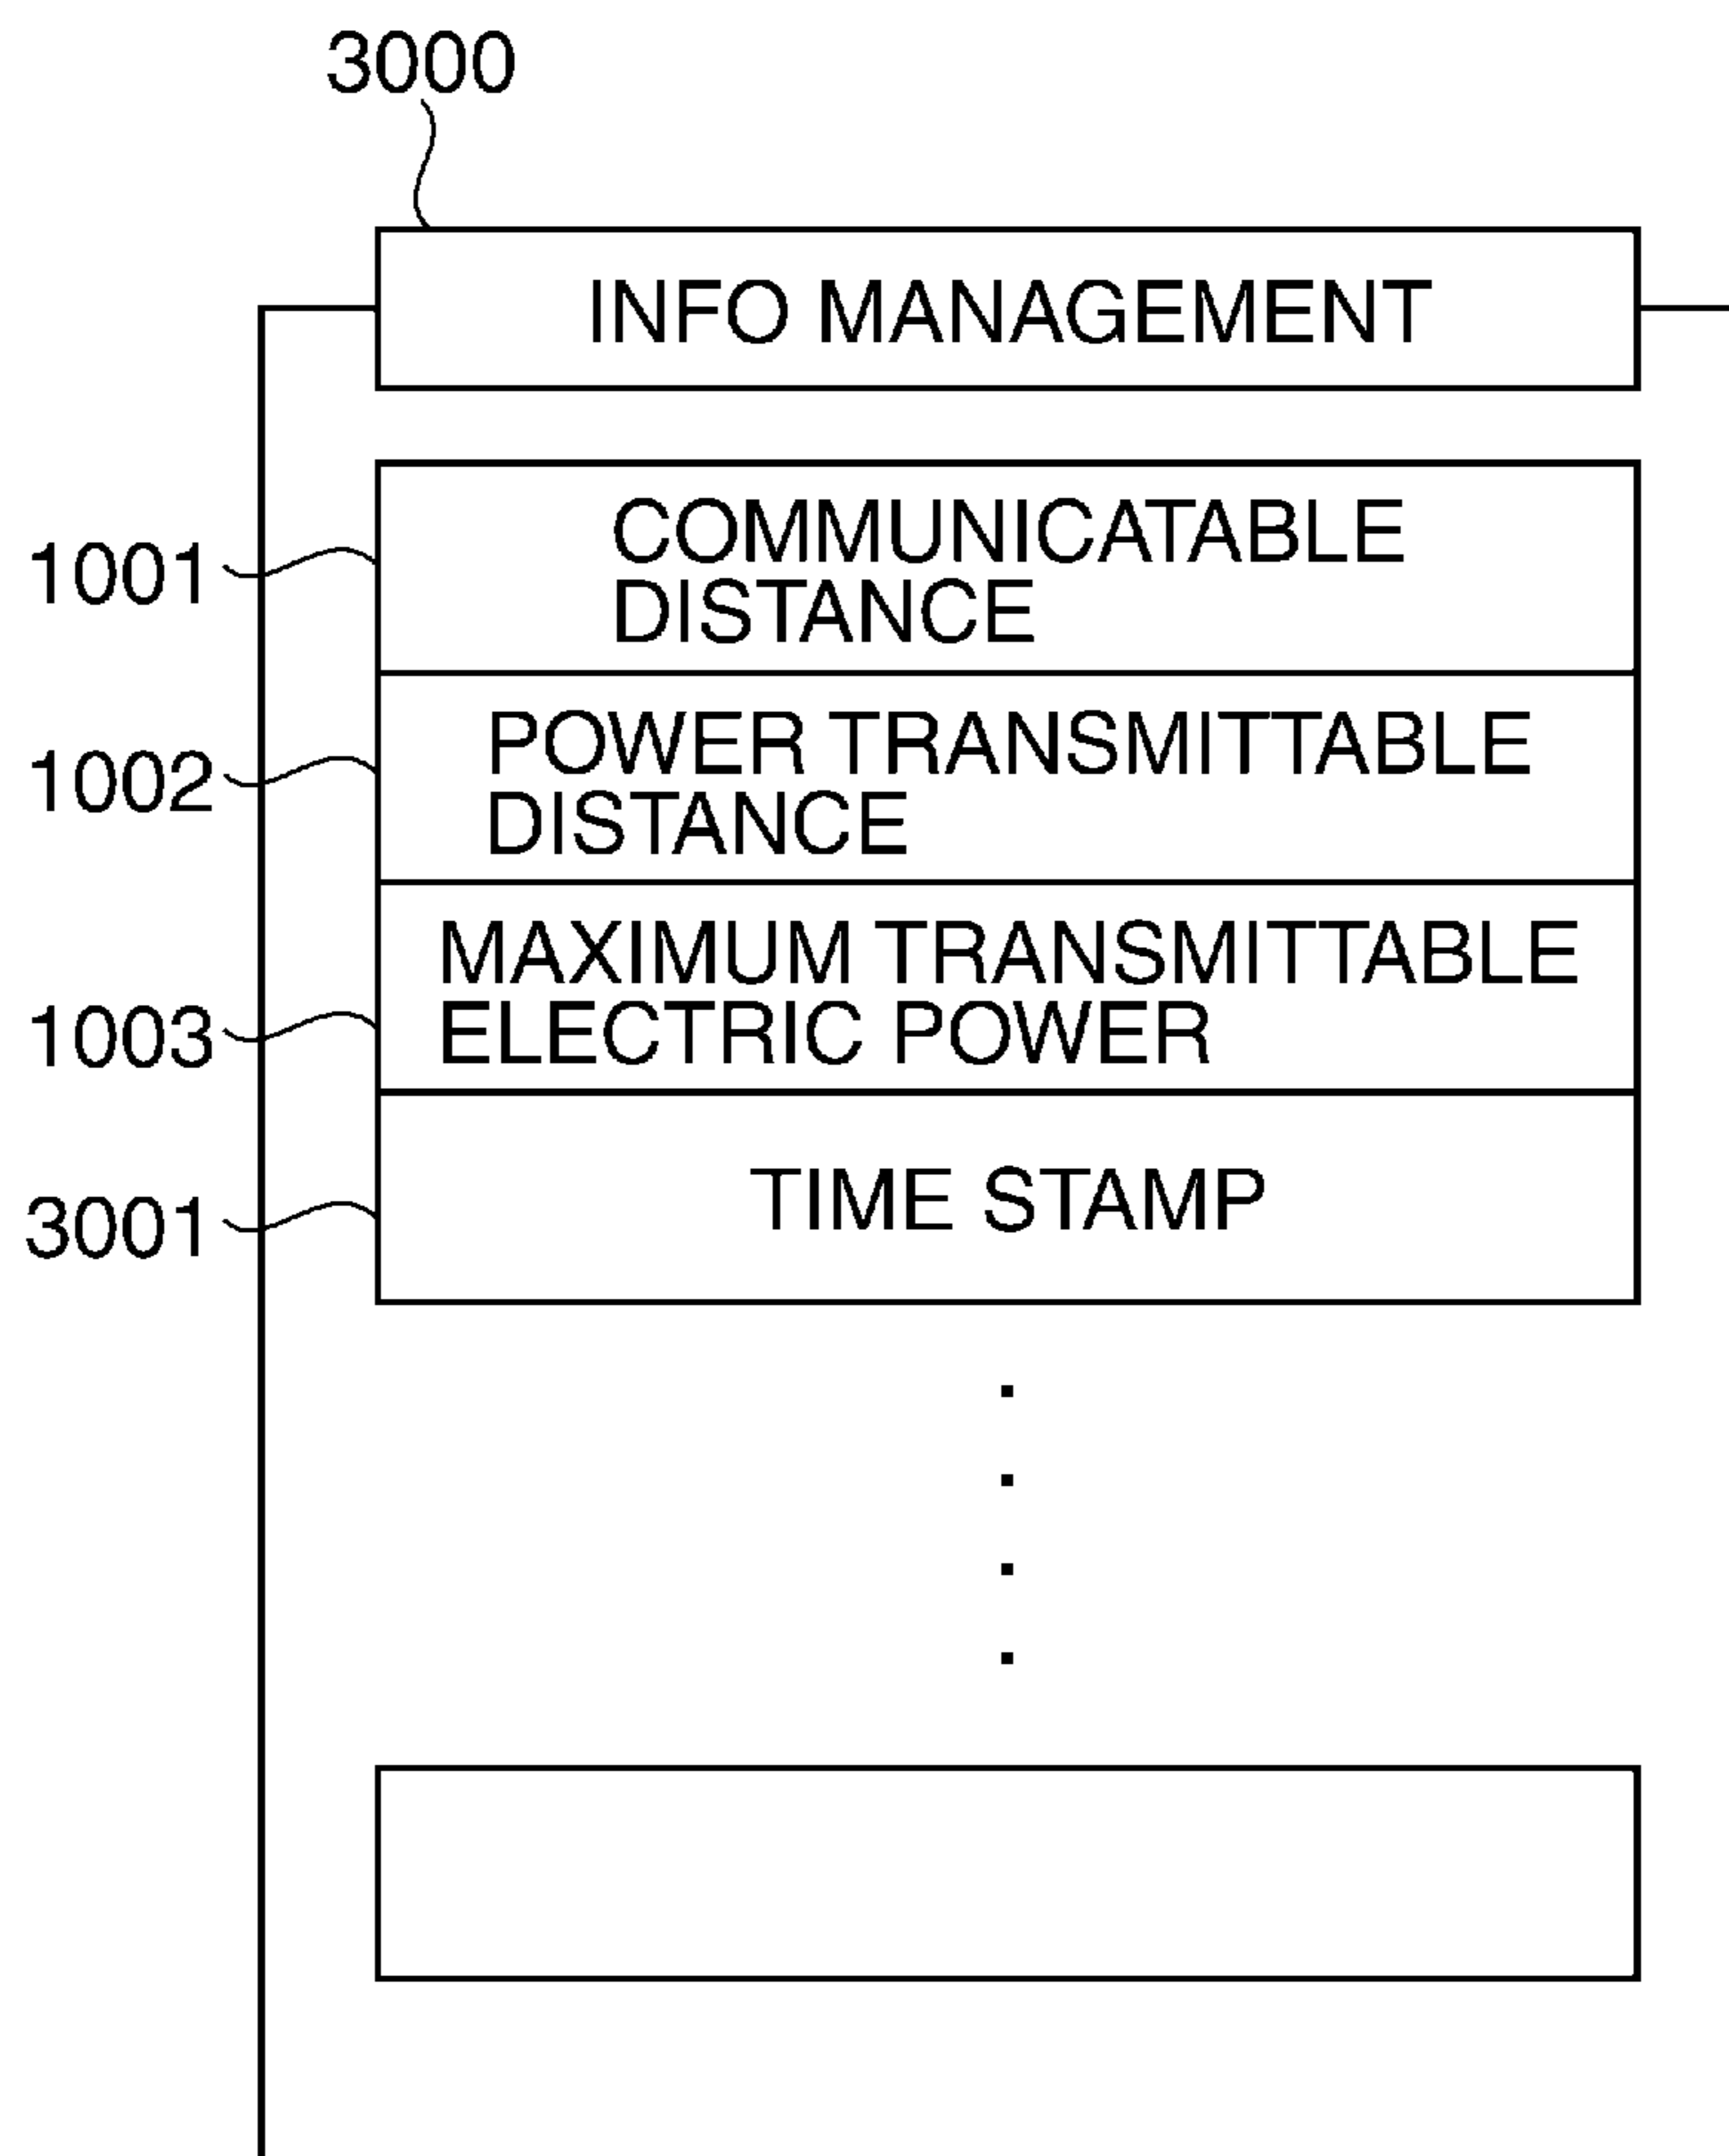 3000
INFO MANAGEMENT
1001
COMMUNICATABLE
DISTANCE
1002
POWER TRANSMITTABLE
DISTANCE
1003
MAXIMUM TRANSMITTABLE
ELECTRIC POWER
3001
TIME STAMP